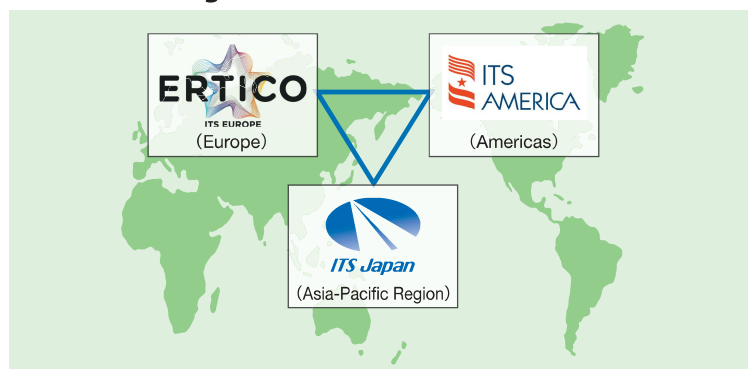 ERTICO
ITS EUROPE
(Europe)
ITS
AMERICA
(Americas)
ITS Japan
(Asia-Pacific Region)